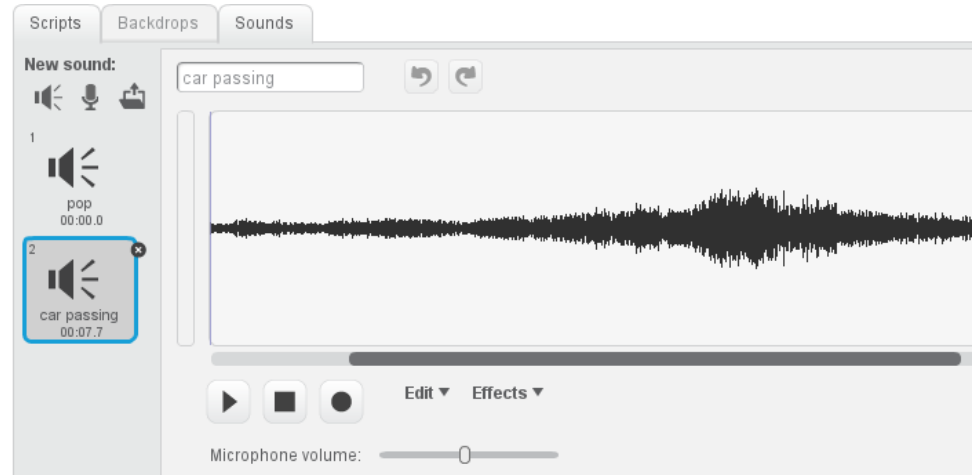 Scripts Backdrops Sounds
New sound:
car passing
1
pop
00:00.0
2
car passing
00:07.7
Edit Effects
Microphone volume: